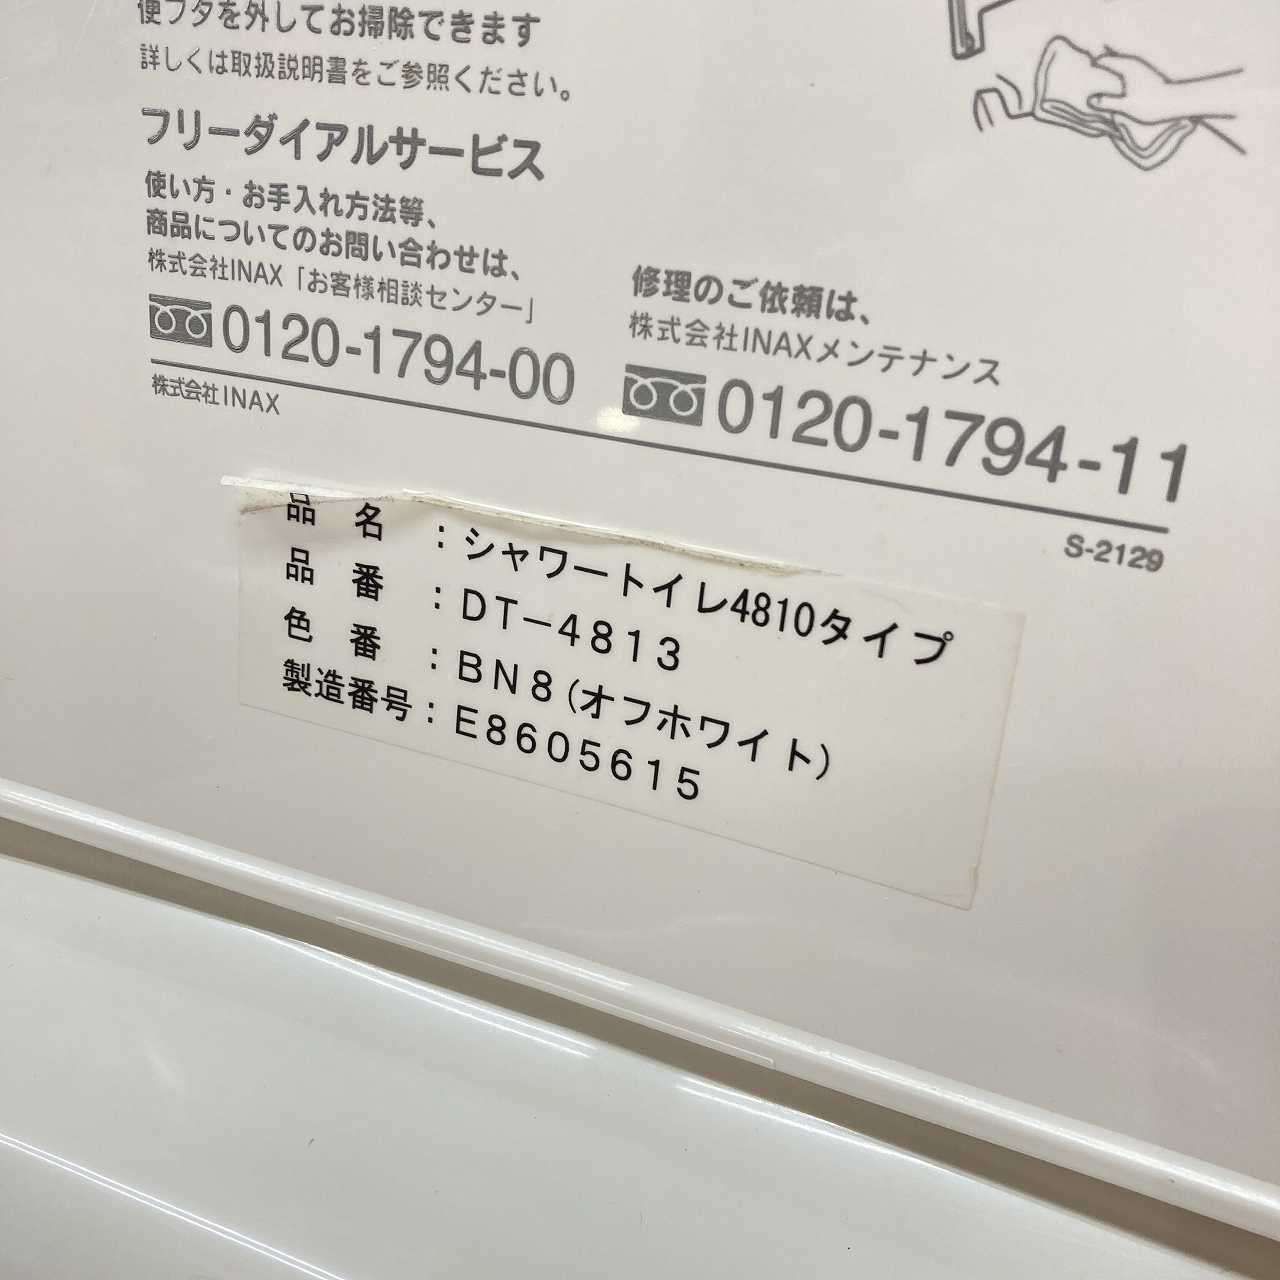 便フタを外してお掃除できます
詳しくは取扱説明書をご参照ください。
フリーダイアルサービス
使い方・お手入れ方法等、
商品についてのお問い合わせは、
株式会社INAX「お客様相談センター」
0120-1794-00
修理のご依頼は、
株式会社INAXメンテナンス
0120-1794-11
株式会社INAX
S-2129
品名：シャワートイレ4810タイプ
品番：DT-4813
色番：BN8(オフホワイト)
製造番号：E8605615